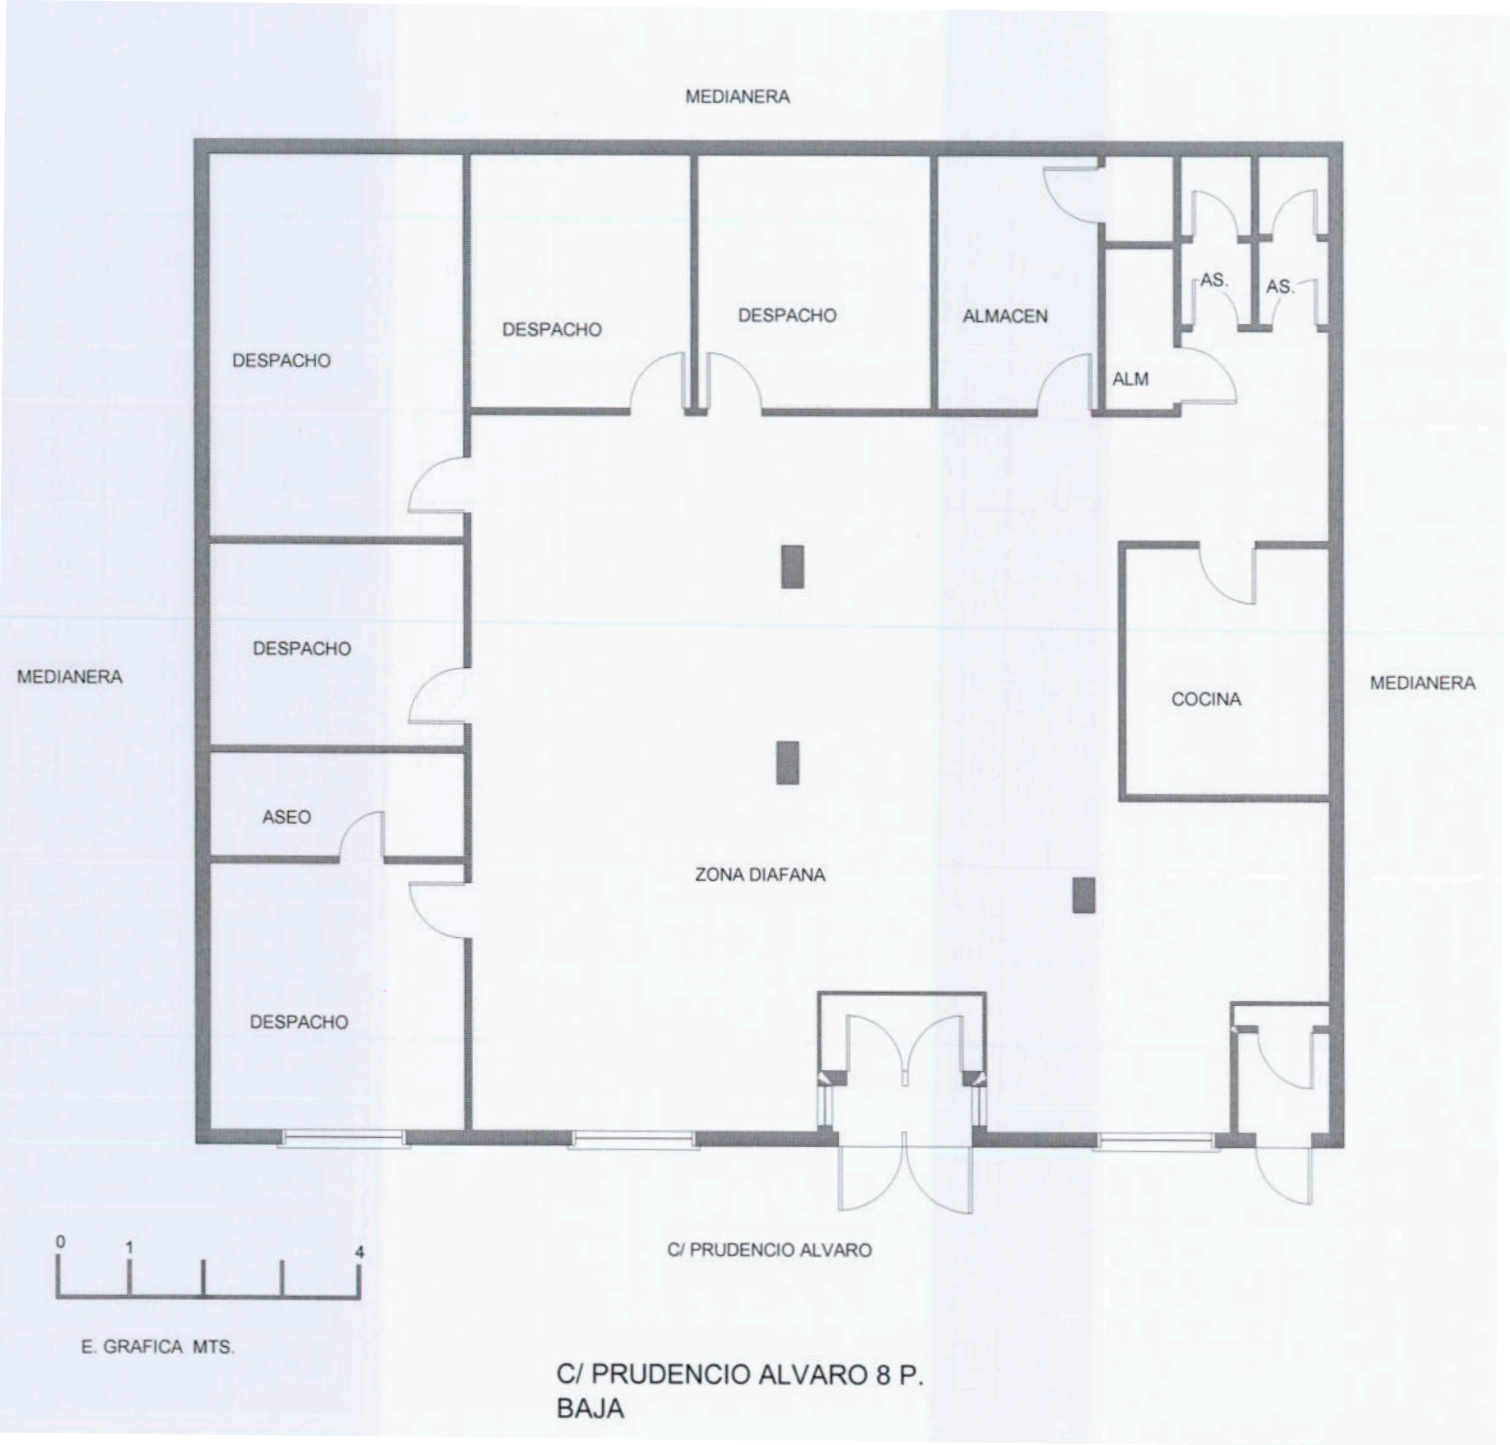 MEDIANERA
AS.
AS.
DESPACHO
ALMACEN
DESPACHO
DESPACHO
ALM
DESPACHO
MEDIANERA
MEDIANERA
COCINA
ASEO
ZONA DIAFANA
DESPACHO
0 1 4
C/ PRUDENCIO ALVARO
E. GRAFICA MTS.
C/ PRUDENCIO ALVARO 8 P.
BAJA